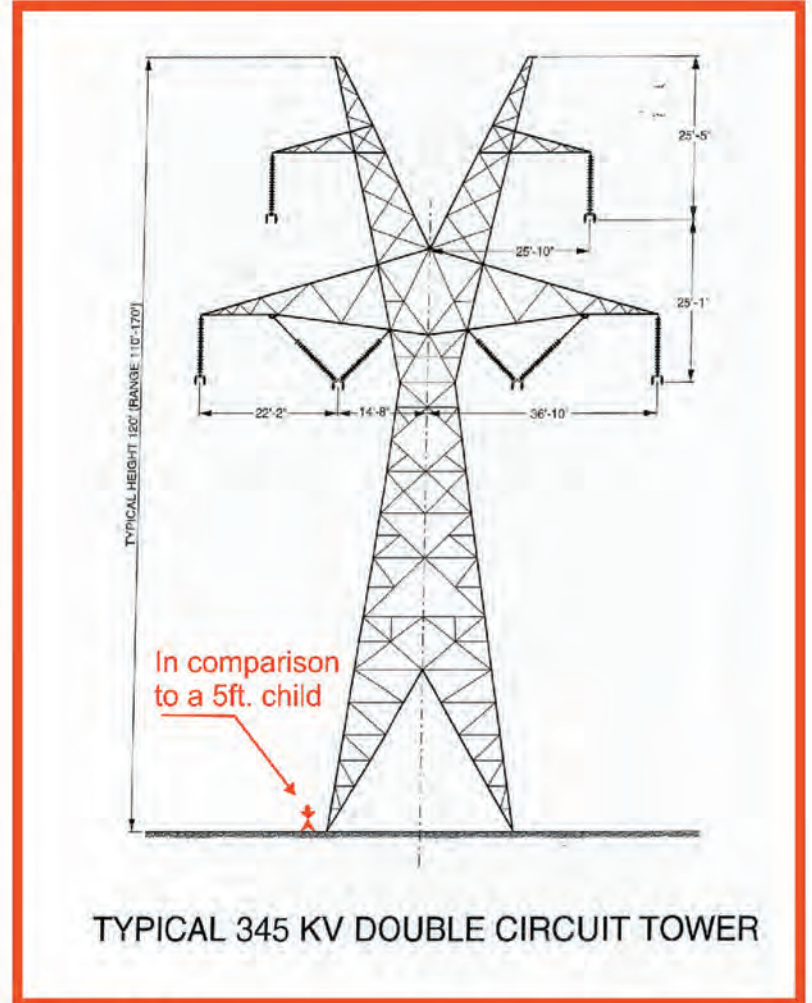 25'-5"
25'-10"
25'-1"
22'-2"
14'-8"
36'-10'
TYPICAL HEIGHT 120' (RANGE 110'-170')
In comparison
to a 5ft. child
TYPICAL 345 KV DOUBLE CIRCUIT TOWER